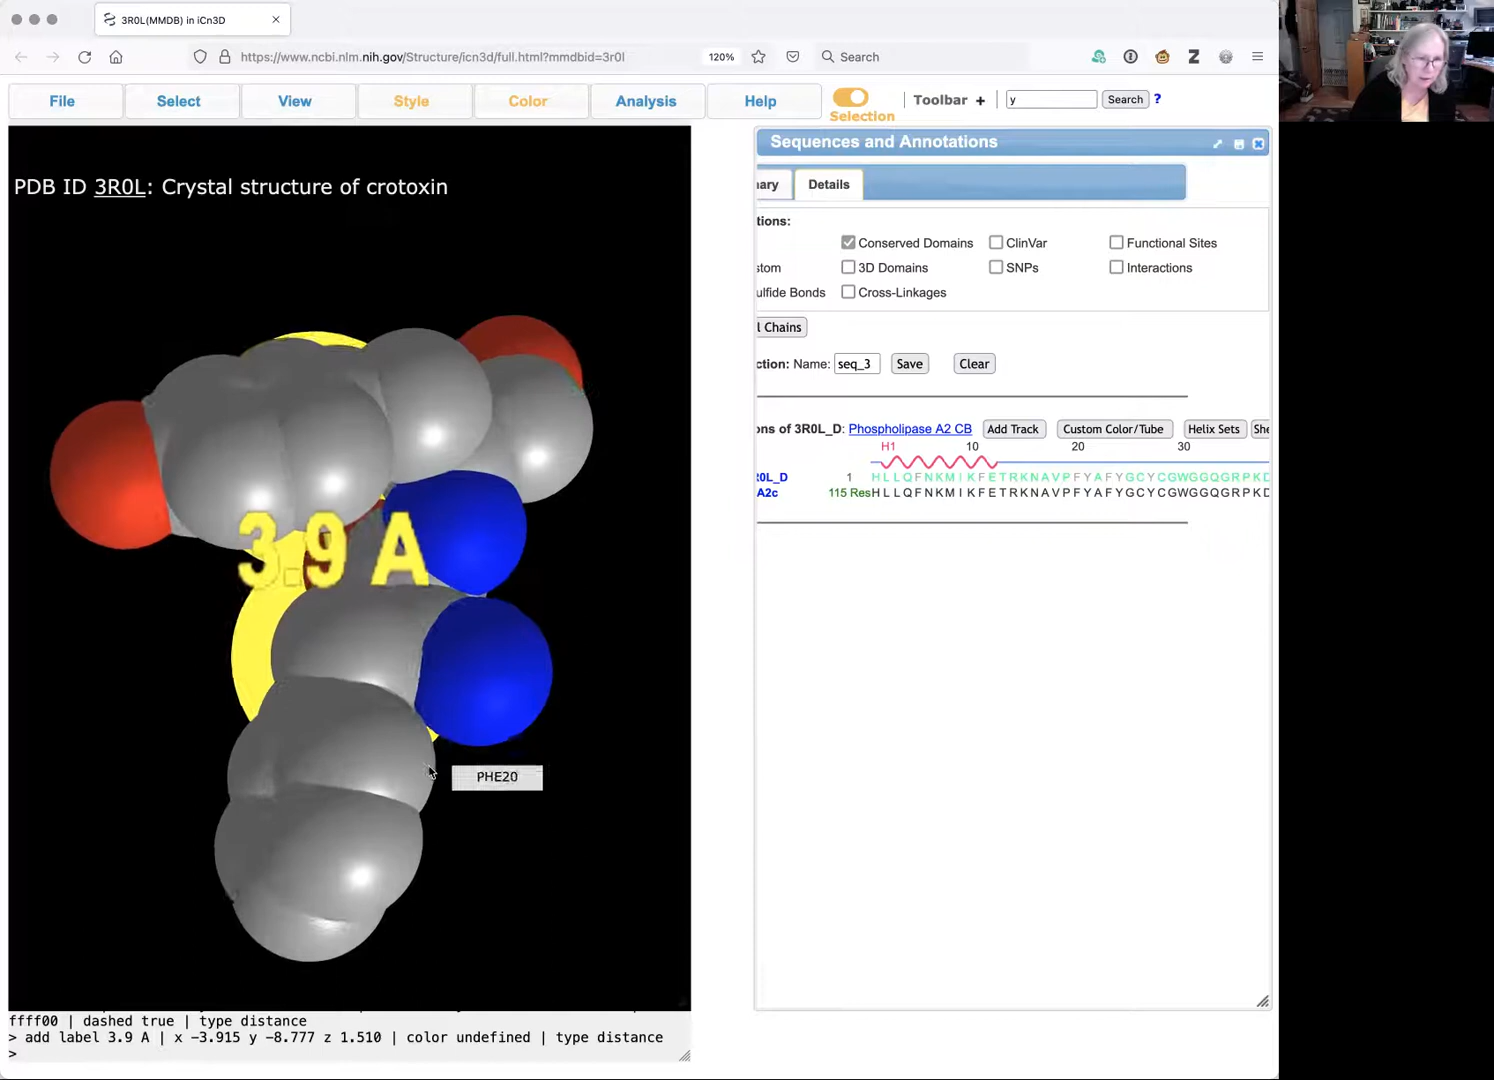 3R0L(MMDB) in iCn3D
https://www.ncbi.nlm.nih.gov/Structure/icn3d/full.html?mmdbid=3r0l
120%
Search
File
Select
View
Style
Color
Analysis
Help
Selection
Toolbar +
y
Search
?
PDB ID 3R0L: Crystal structure of crotoxin
3.9 A
PHE20
ffff00 | dashed true | type distance
> add label 3.9 A | x -3.915 y -8.777 z 1.510 | color undefined | type distance
>
Sequences and Annotations
ary
Details
tions:
Conserved Domains
ClinVar
Functional Sites
stom
3D Domains
SNPs
Interactions
ulfide Bonds
Cross-Linkages
l Chains
ction: Name: seq_3 Save Clear
ons of 3R0L_D: Phospholipase A2 CB Add Track Custom Color/Tube Helix Sets She
H1 10 20 30
R0L_D 1 HLLQFNKMIKFETRKNAVPFYAFYGCYCGWGGQGRPKD
A2c 115 Res HLLQFNKMIKFETRKNAVPFYAFYGCYCGWGGQGRPKD